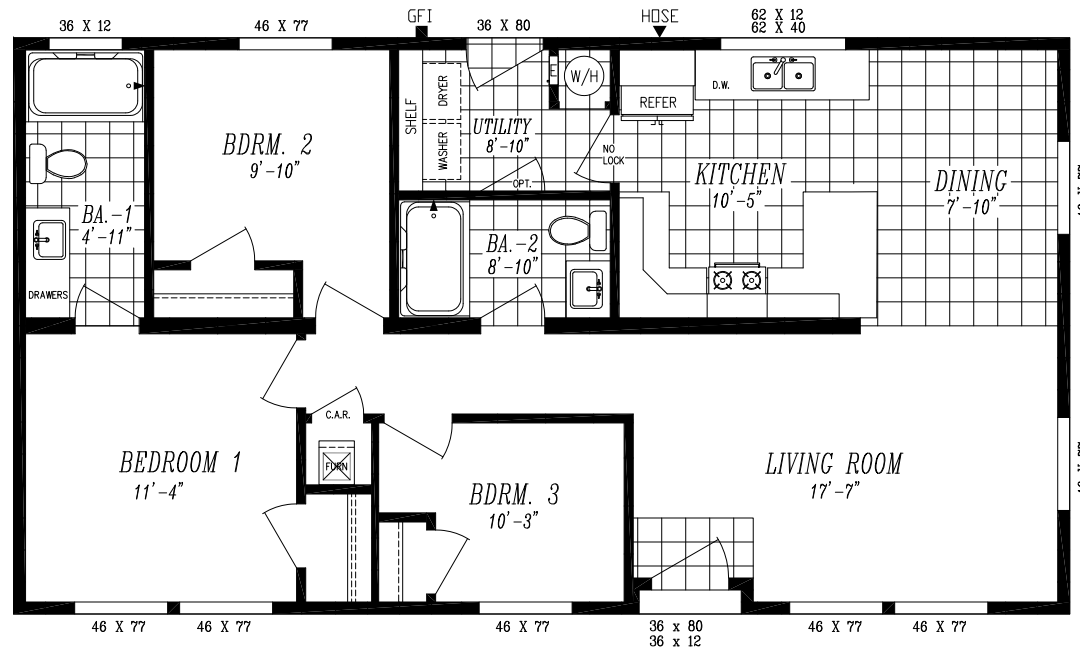 GFI
HOSE
36 X 12
46 X 77
36 X 80
62 X 12
62 X 40
DRYER
SHELF
WASHER
E
W/H
REFER
D.W.
UTILITY
8'-10"
NO
LOCK
OPT.
BDRM. 2
9'-10"
BA.-1
4'-11"
DRAWERS
KITCHEN
10'-5"
DINING
7'-10"
BA.-2
8'-10"
C.A.R.
FURN
BEDROOM 1
11'-4"
BDRM. 3
10'-3"
LIVING ROOM
17'-7"
46 X 77
46 X 77
46 X 77
36 x 80
36 x 12
46 X 77
46 X 77